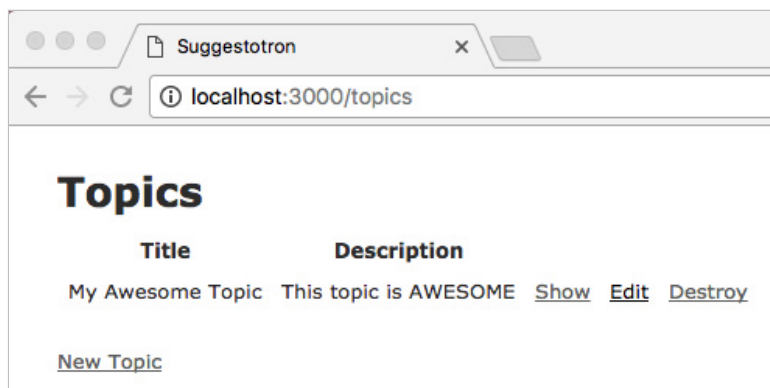 Suggestotron
localhost:3000/topics
Topics
Title Description
My Awesome Topic This topic is AWESOME Show Edit Destroy
New Topic